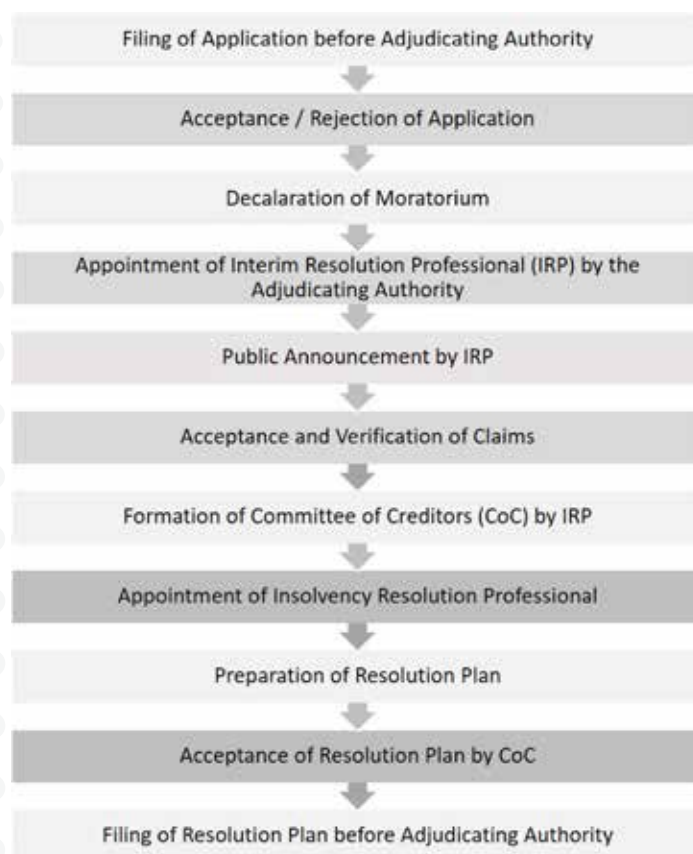 Filing of Application before Adjudicating Authority
Acceptance / Rejection of Application
Decalaration of Moratorium
Appointment of Interim Resolution Professional (IRP) by the
Adjudicating Authority
Public Announcement by IRP
Acceptance and Verification of Claims
Formation of Committee of Creditors (CoC) by IRP
Appointment of Insolvency Resolution Professional
Preparation of Resolution Plan
Acceptance of Resolution Plan by CoC
Filing of Resolution Plan before Adjudicating Authority